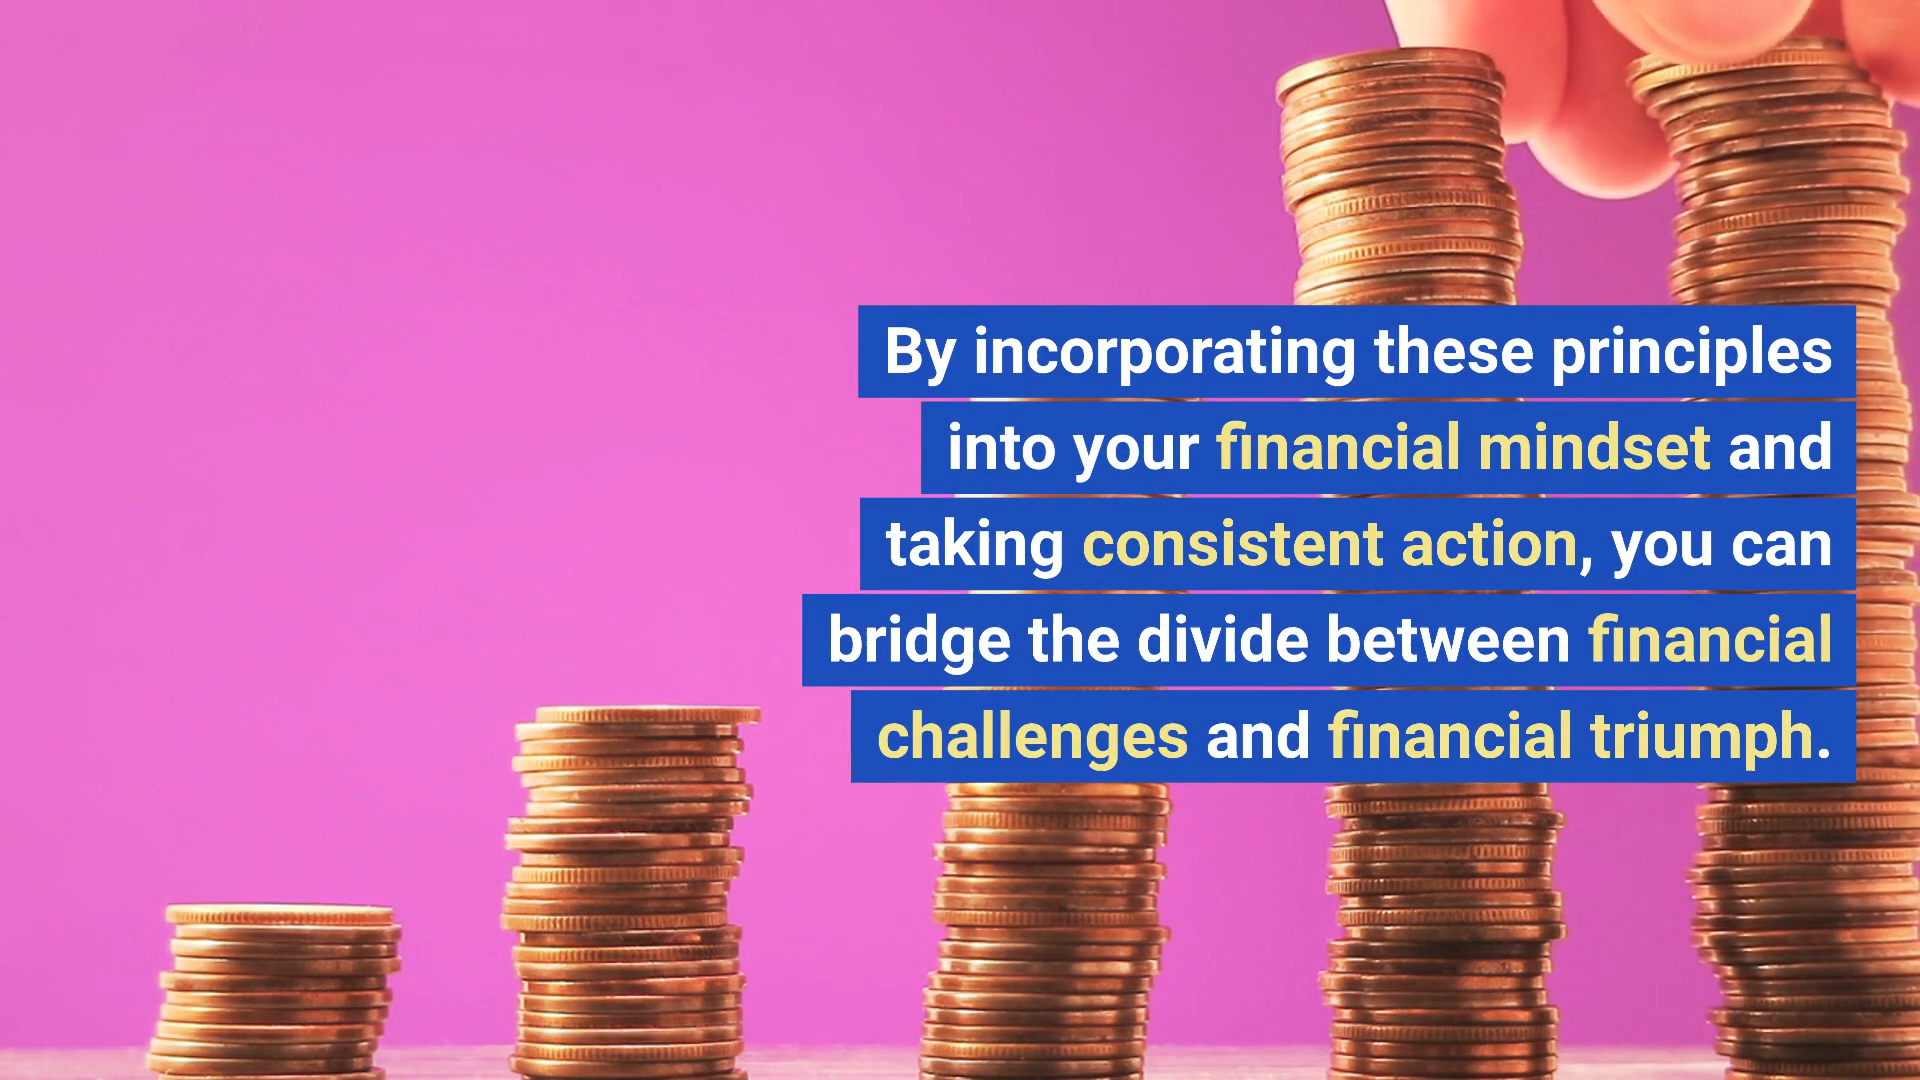 By incorporating these principles
into your financial mindset and
taking consistent action, you can
bridge the divide between financial
challenges and financial triumph.